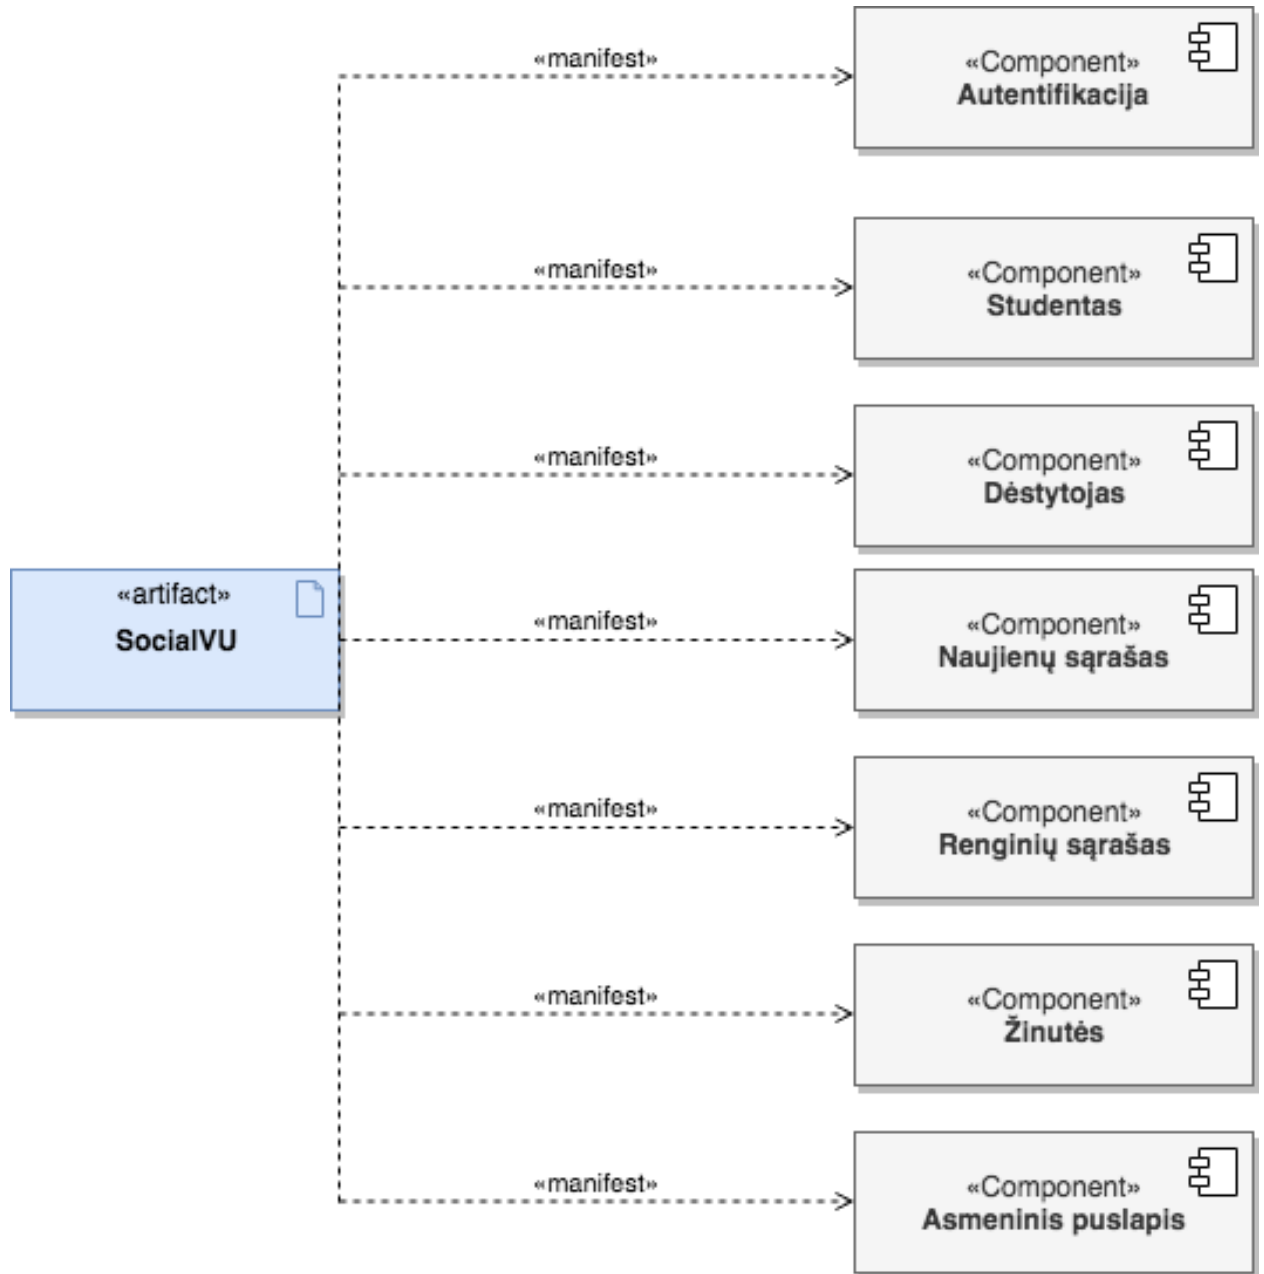 «manifest»
«Component»
Autentifikacija
«manifest»
«Component»
Studentas
«manifest»
«Component»
Dėstytojas
«artifact»
SocialVU
«manifest»
«Component»
Naujienų sąrašas
«manifest»
«Component»
Renginių sąrašas
«manifest»
«Component»
Žinutės
«manifest»
«Component»
Asmeninis puslapis